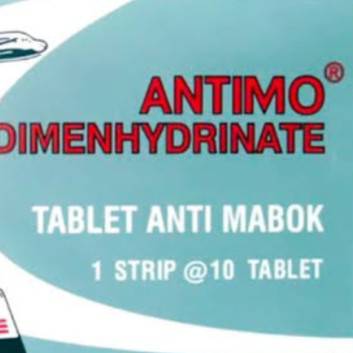 ANTIMO®
DIMENHYDRINATE
TABLET ANTI MABOK
1 STRIP @10 TABLET